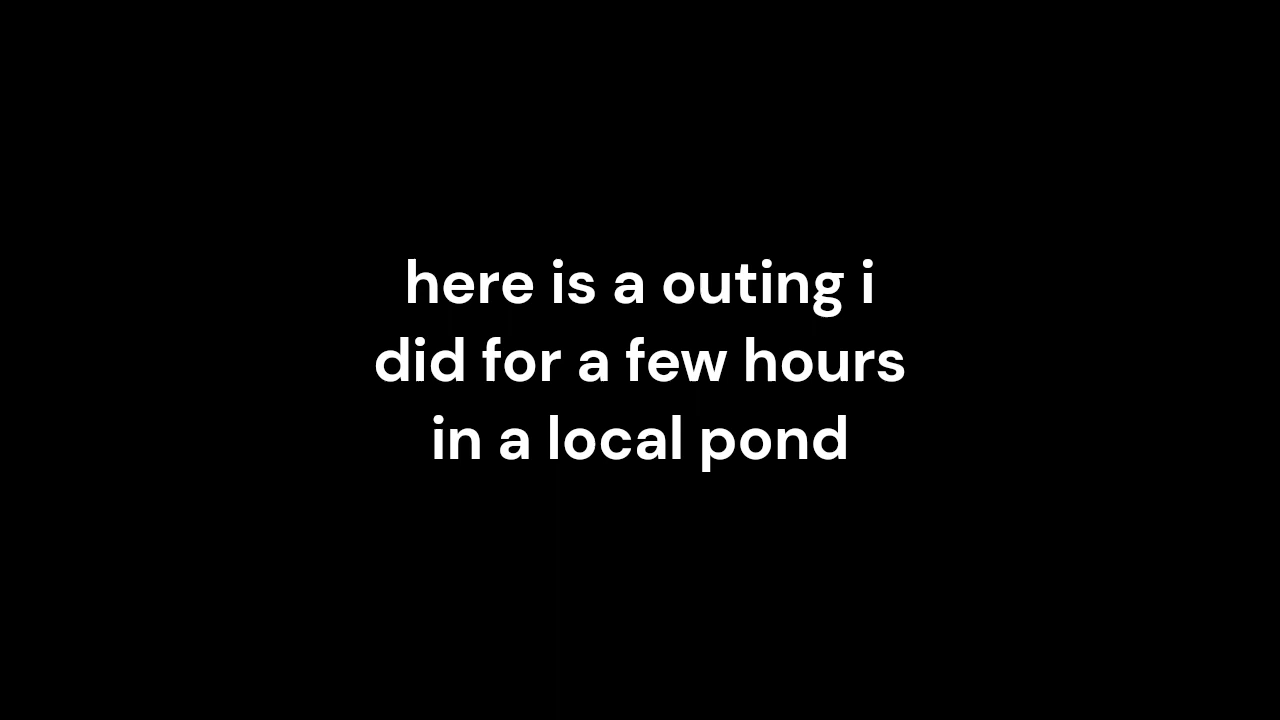 here is a outing i
did for a few hours
in a local pond